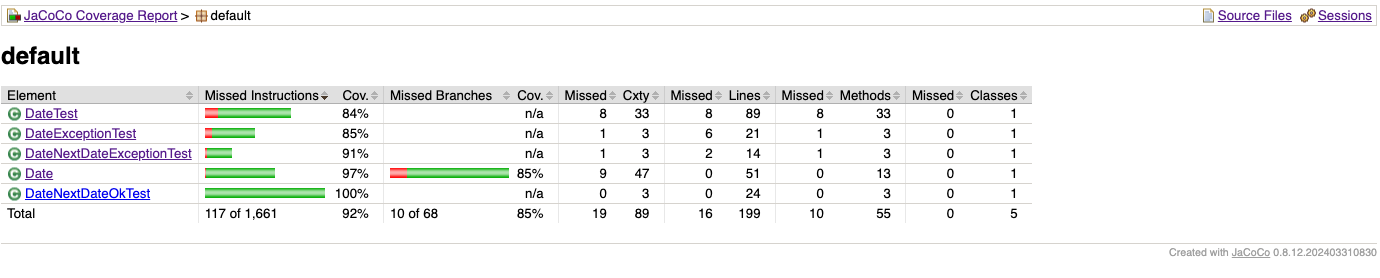 JaCoCo Coverage Report > default Source Files Sessions
default
Element Missed Instructions Cov. Missed Branches Cov. Missed Cxty Missed Lines Missed Methods Missed Classes
DateTest 84% n/a 8 33 8 89 8 33 0 1
DateExceptionTest 85% n/a 1 3 6 21 1 3 0 1
DateNextDateExceptionTest 91% n/a 1 3 2 14 1 3 0 1
Date 97% 85% 9 47 0 51 0 13 0 1
DateNextDateOkTest 100% n/a 0 3 0 24 0 3 0 1
Total 117 of 1,661 92% 10 of 68 85% 19 89 16 199 10 55 0 5
Created with JaCoCo 0.8.12.202403310830